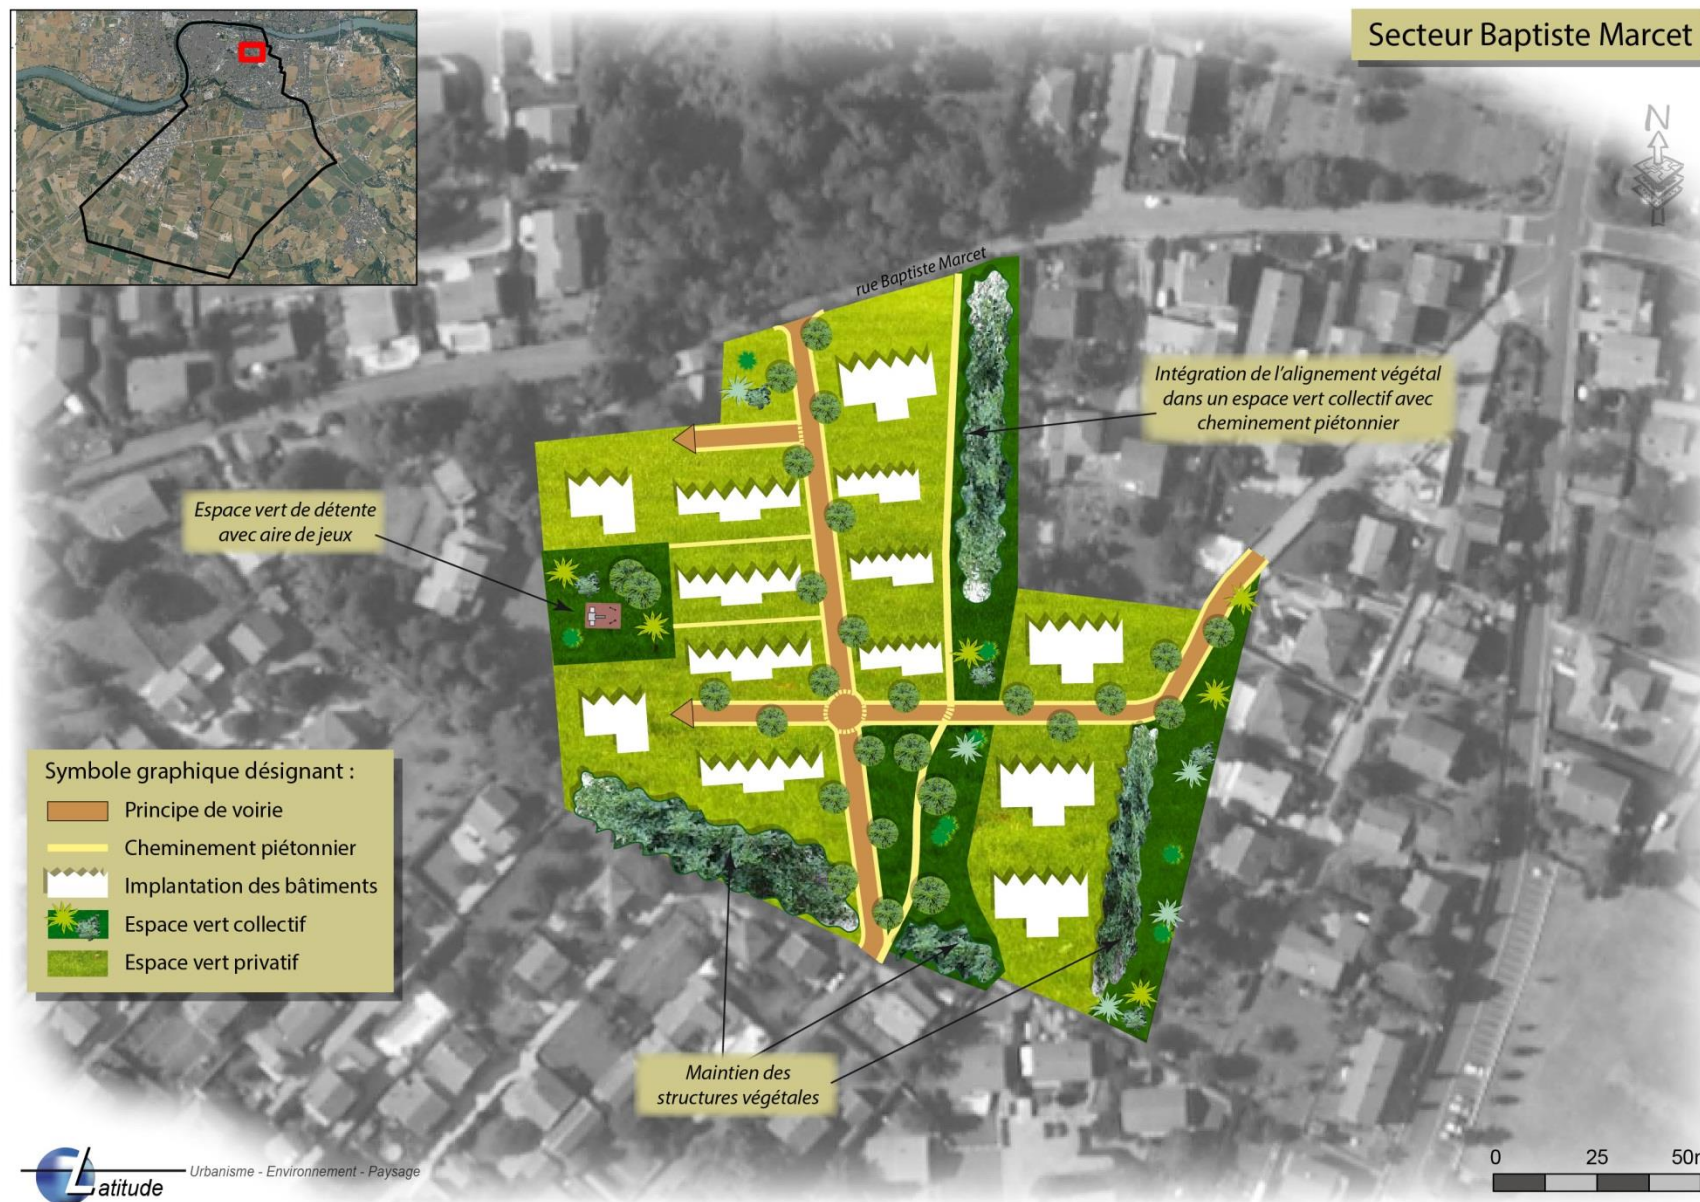 Secteur Baptiste Marcet
N
rue Baptiste Marcet
Intégration de l'alignement végétal
dans un espace vert collectif avec
cheminement piétonnier
Espace vert de détente
avec aire de jeux
Symbole graphique désignant :
Principe de voirie
Cheminement piétonnier
Implantation des bâtiments
Espace vert collectif
Espace vert privatif
Maintien des
structures végétales
Latitude
Urbanisme - Environnement - Paysage
0 25 50m